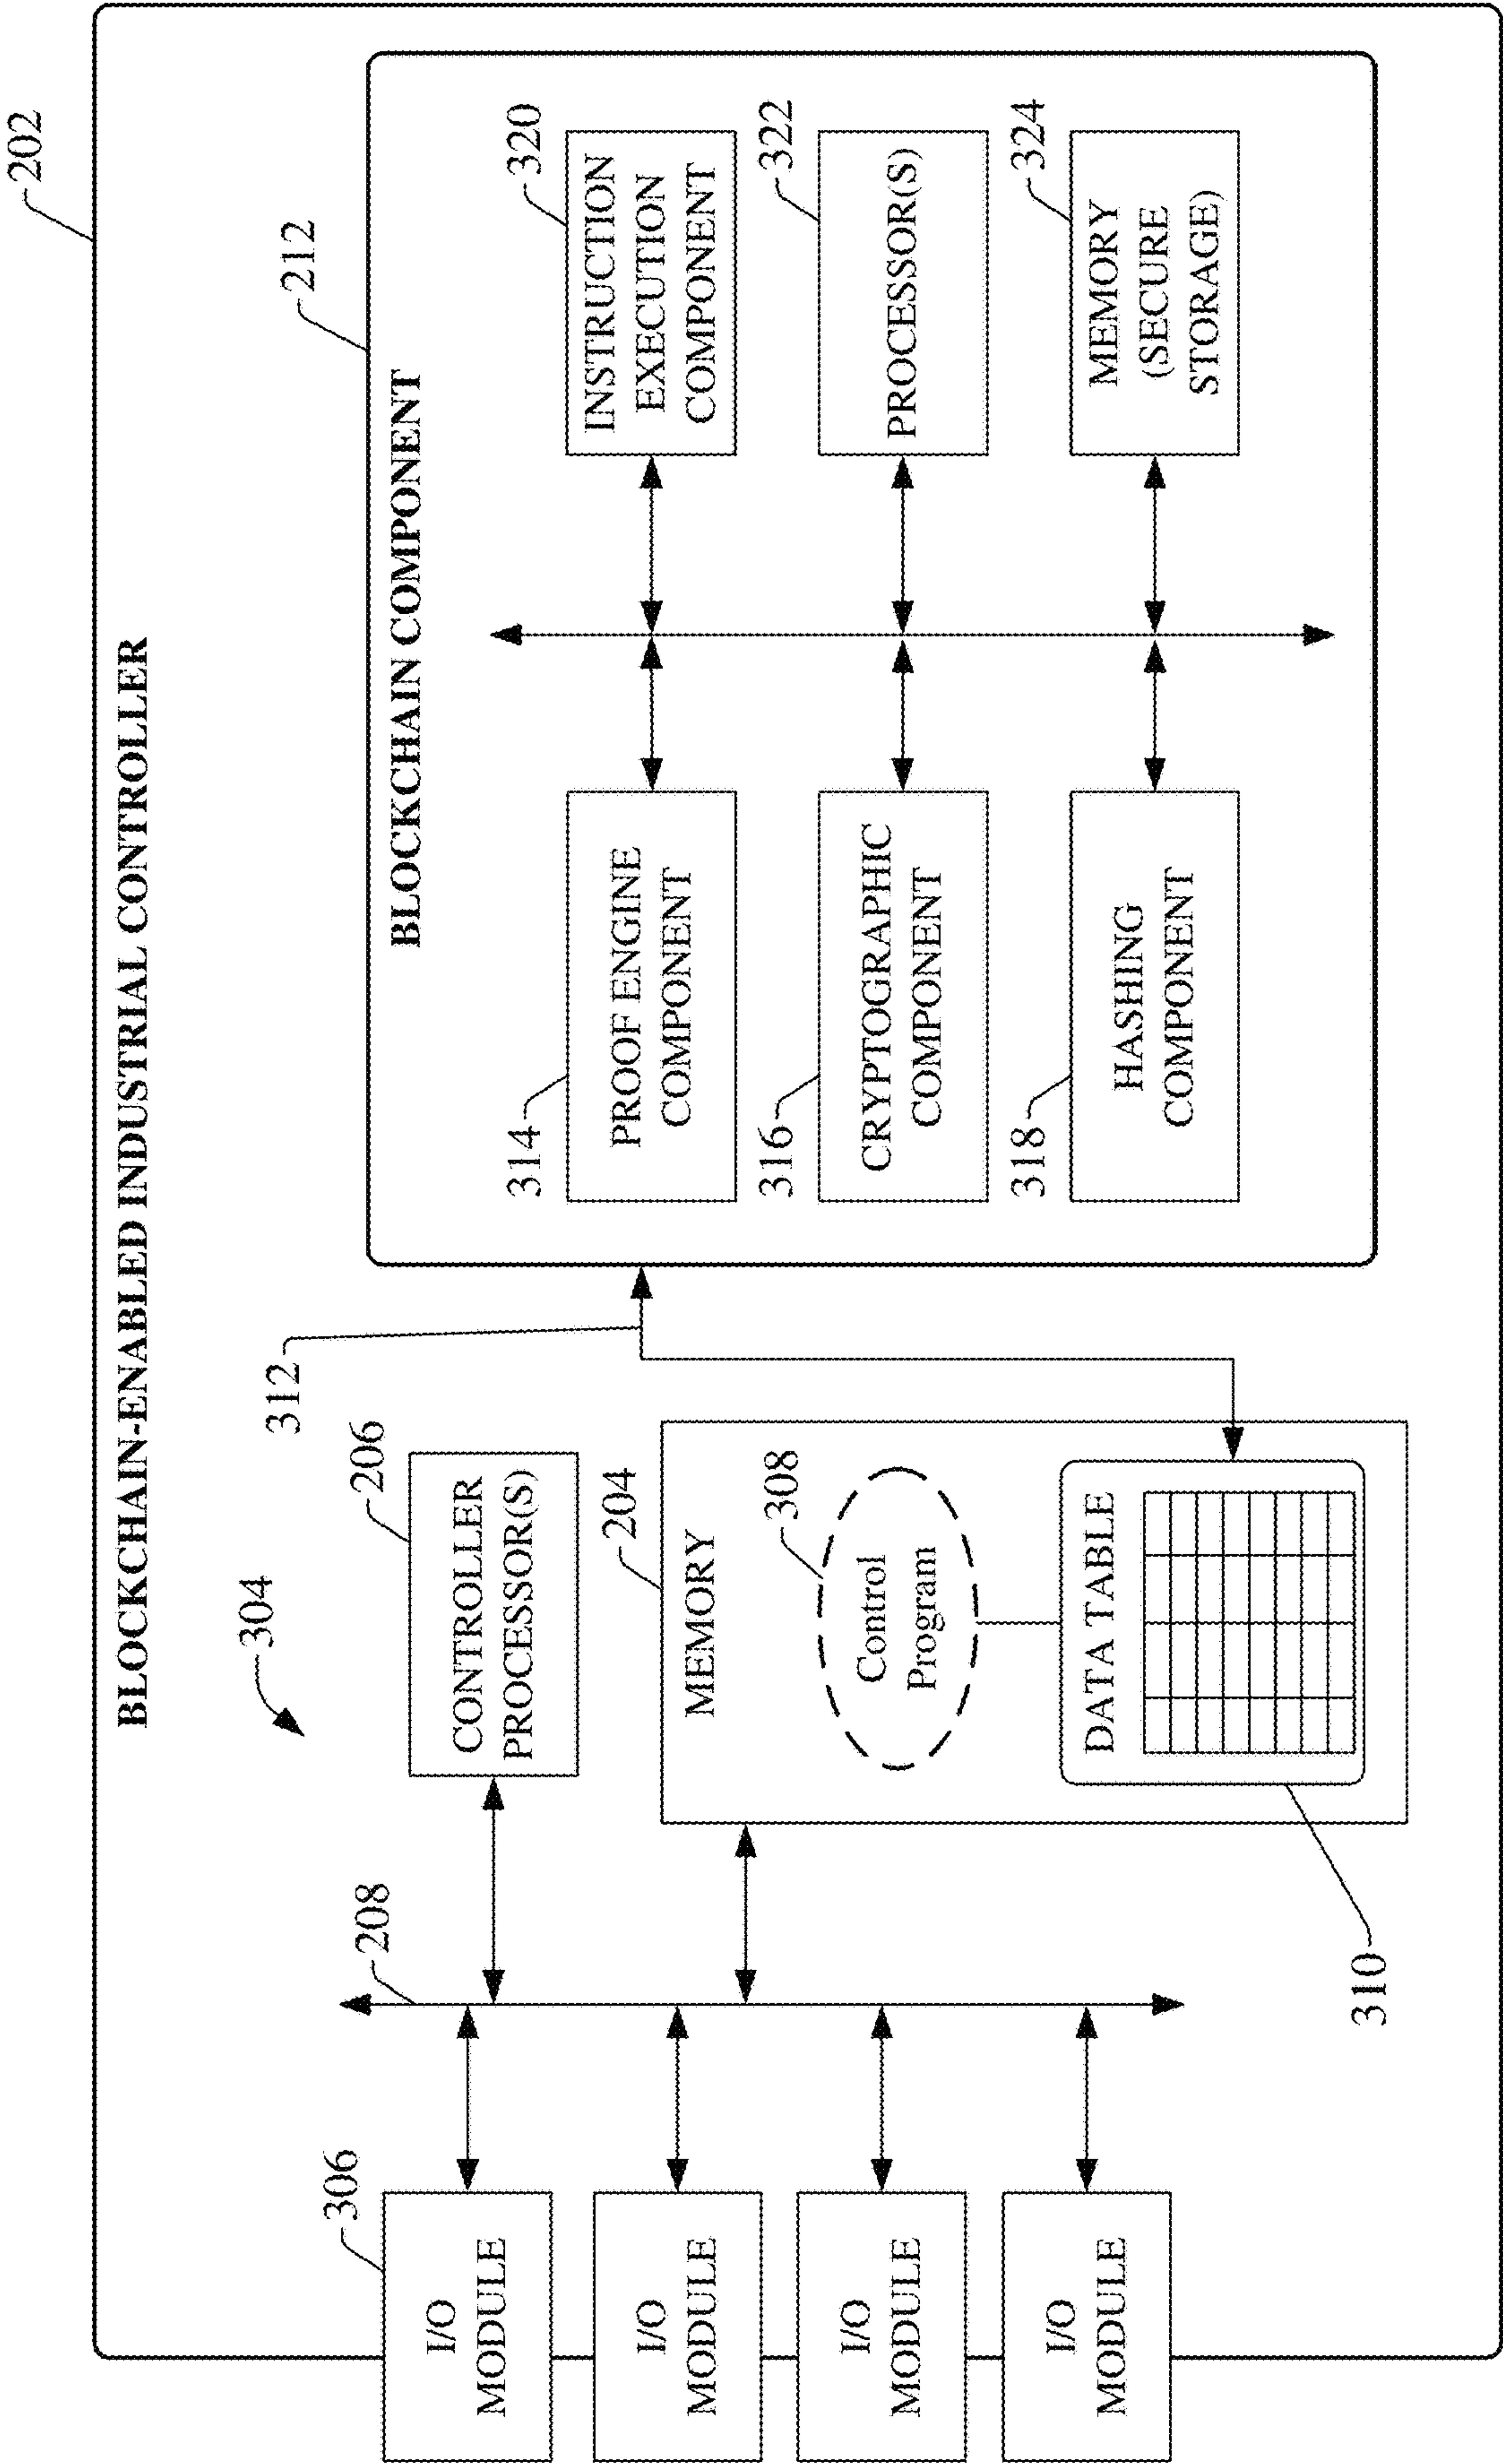 202
BLOCKCHAIN-ENABLED INDUSTRIAL CONTROLLER
304
306
I/O
MODULE
I/O
MODULE
I/O
MODULE
I/O
MODULE
208
206
CONTROLLER
PROCESSOR(S)
204
MEMORY
308
Control
Program
DATA TABLE
310
312
212
BLOCKCHAIN COMPONENT
314
PROOF ENGINE
COMPONENT
316
CRYPTOGRAPHIC
COMPONENT
318
HASHING
COMPONENT
320
INSTRUCTION
EXECUTION
COMPONENT
322
PROCESSOR(S)
324
MEMORY
(SECURE
STORAGE)